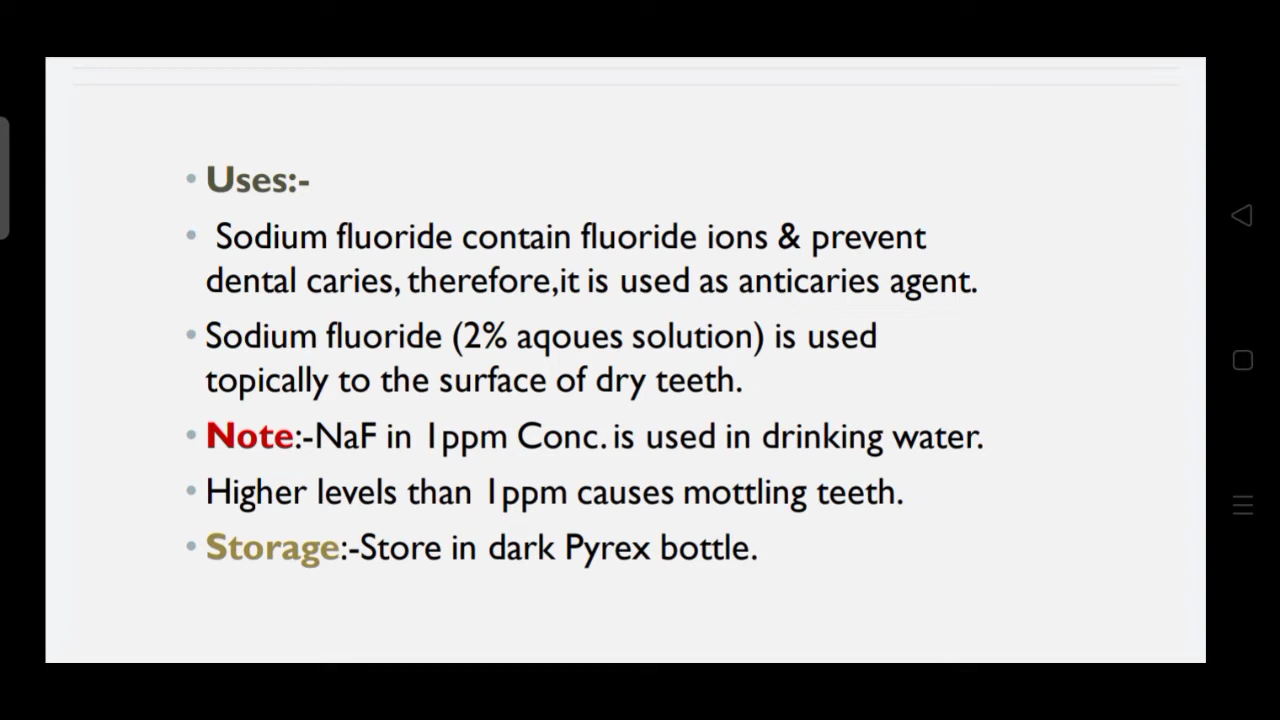 • Uses:-
• Sodium fluoride contain fluoride ions & prevent
dental caries, therefore,it is used as anticaries agent.
• Sodium fluoride (2% aqoues solution) is used
topically to the surface of dry teeth.
• Note:-NaF in 1ppm Conc. is used in drinking water.
• Higher levels than 1ppm causes mottling teeth.
• Storage:-Store in dark Pyrex bottle.